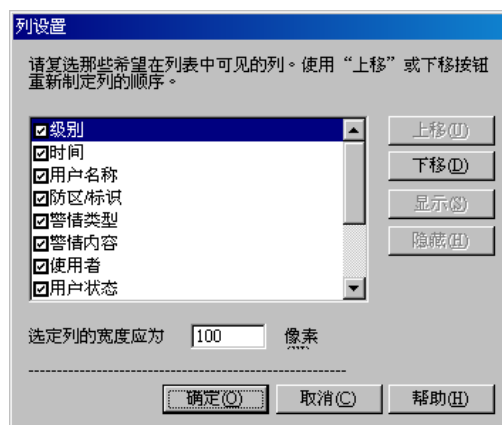 列设置
请复选那些希望在列表中可见的列。使用“上移”或下移按钮
重新制定列的顺序。
级别
时间
用户名称
防区/标识
警情类型
警情内容
使用者
用户状态
上移(U)
下移(D)
显示(S)
隐藏(H)
选定列的宽度应为 100 像素
确定(O) 取消(C) 帮助(H)